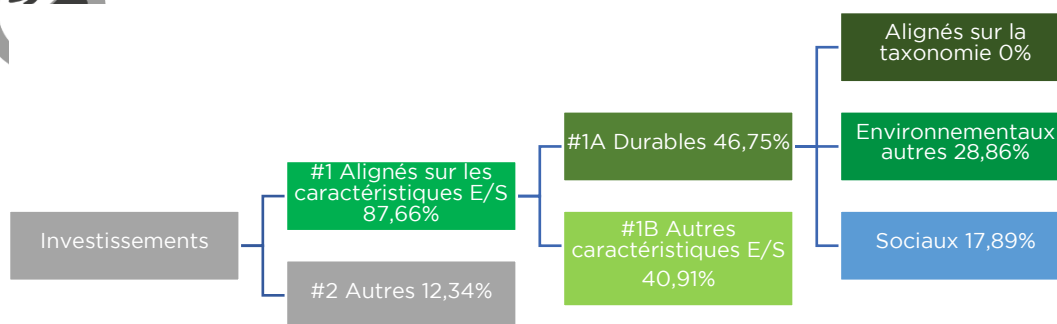 Investissements
#1 Alignés sur les
caractéristiques E/S
87,66%
#2 Autres 12,34%
#1A Durables 46,75%
#1B Autres
caractéristiques E/S
40,91%
Alignés sur la
taxonomie 0%
Environnementaux
autres 28,86%
Sociaux 17,89%